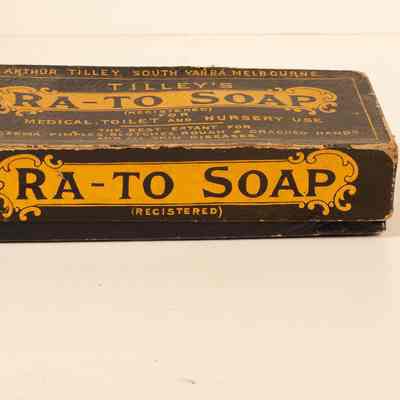 ARTHUR TILLEY, SOUTH YARRA, MELBOURNE.
TILLEY'S
RA-TO SOAP
(REGISTERED)
FOR
MEDICAL, TOILET AND NURSERY USE
THE BEST EXTANT FOR
PIMPLES ROUGH & CRACKED HANDS
DISEASES
RA-TO SOAP
(REGISTERED)